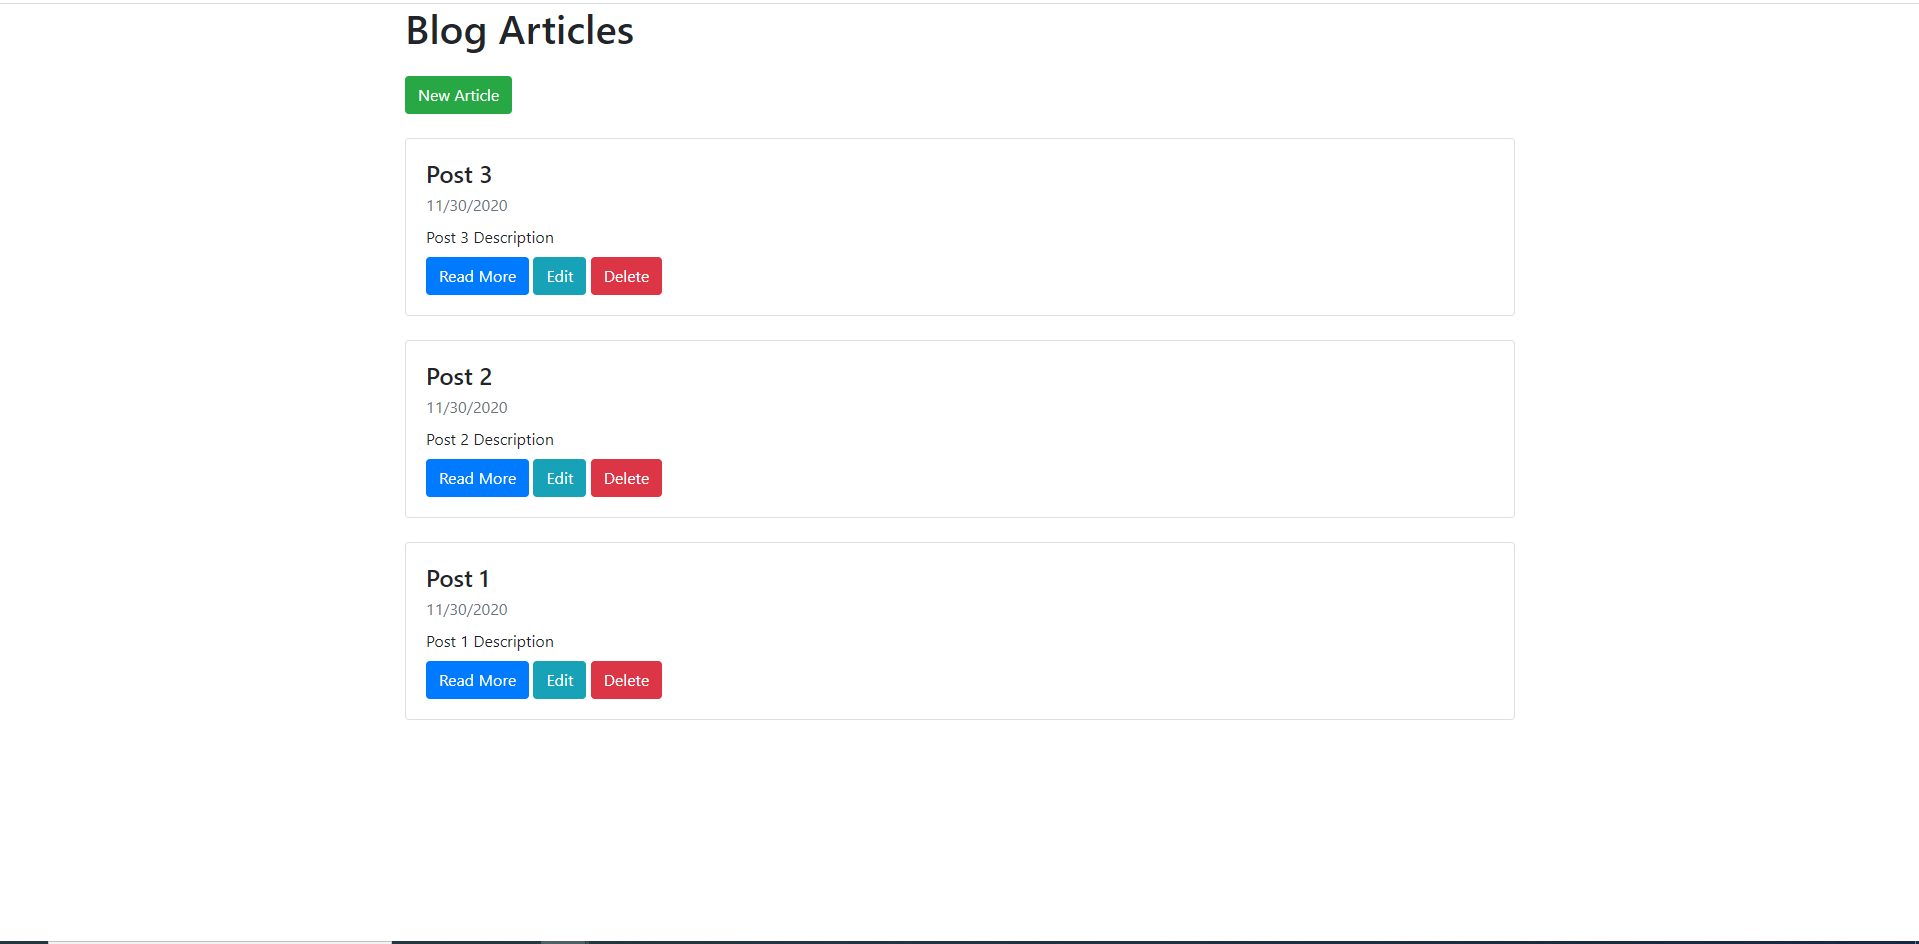 Blog Articles
New Article
Post 3
11/30/2020
Post 3 Description
Read More Edit Delete
Post 2
11/30/2020
Post 2 Description
Read More Edit Delete
Post 1
11/30/2020
Post 1 Description
Read More Edit Delete